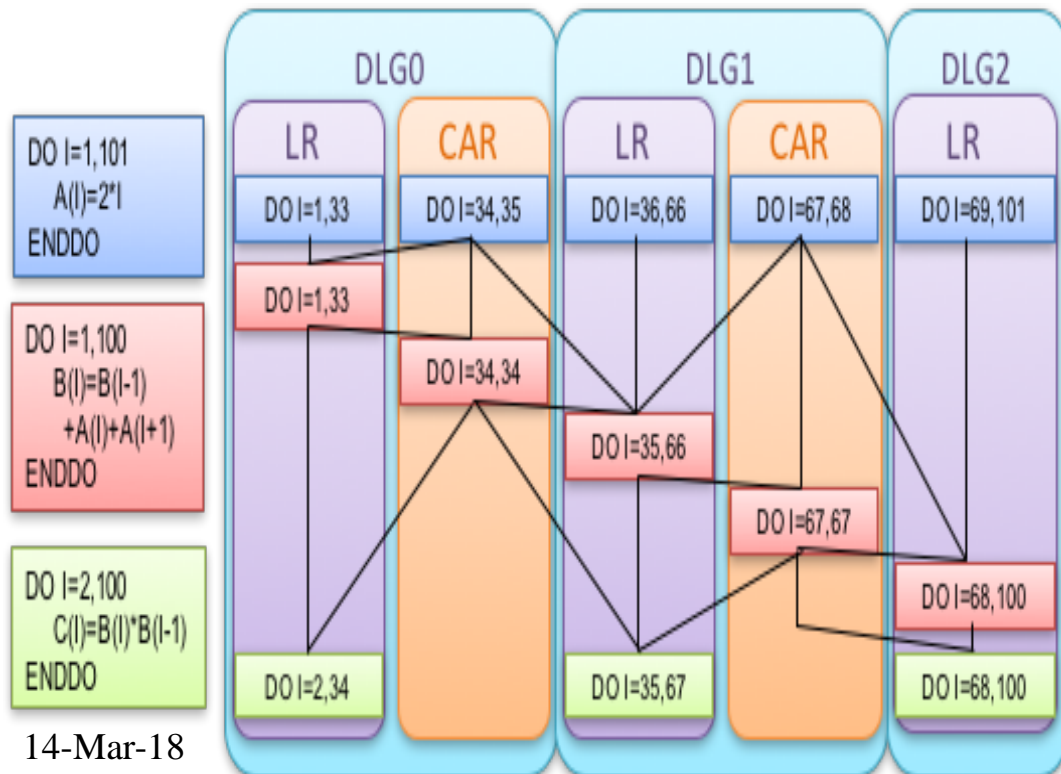 DLG0 DLG1 DLG2
LR CAR LR CAR LR
DO I=1,101
A(I)=2*I
ENDDO
DO I=1,33 DO I=34,35 DO I=36,66 DO I=67,68 DO I=69,101
DO I=1,100
B(I)=B(I-1)
+A(I)+A(I+1)
ENDDO
DO I=1,33
DO I=34,34
DO I=35,66
DO I=67,67
DO I=68,100
DO I=2,100
C(I)=B(I)*B(I-1)
ENDDO
DO I=2,34 DO I=35,67 DO I=68,100
14-Mar-18